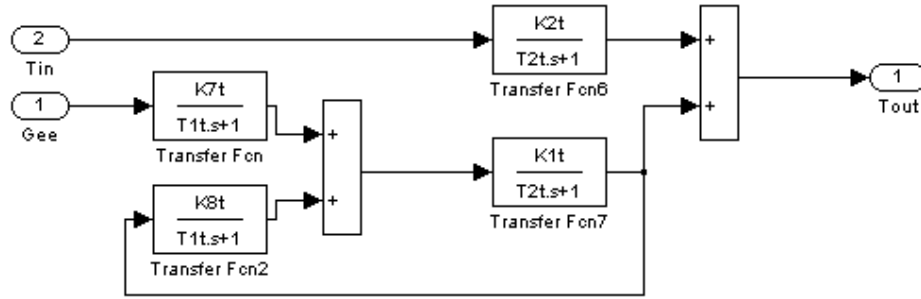 2
Tin
K2t
T2t.s+1
Transfer Fcn6
+
+
1
Tout
1
Gee
K7t
T1t.s+1
Transfer Fcn
+
+
K8t
T1t.s+1
Transfer Fcn2
K1t
T2t.s+1
Transfer Fcn7